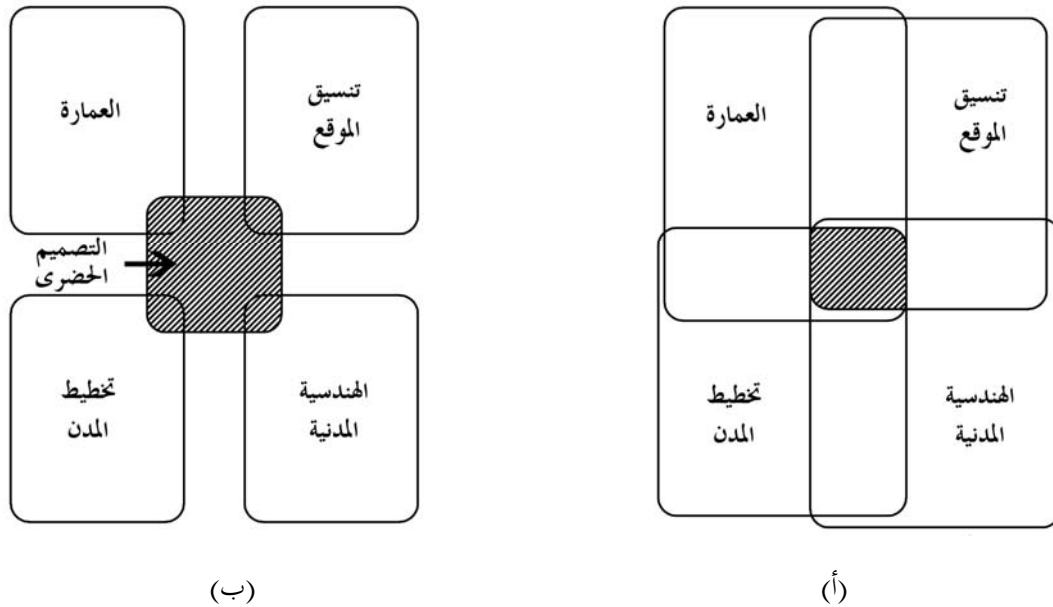 العمارة
تنسيق
الموقع
تخطيط
المدن
الهندسية
المدنية
(أ)
العمارة
تنسيق
الموقع
التصميم
الحضرى
تخطيط
المدن
الهندسية
المدنية
(ب)